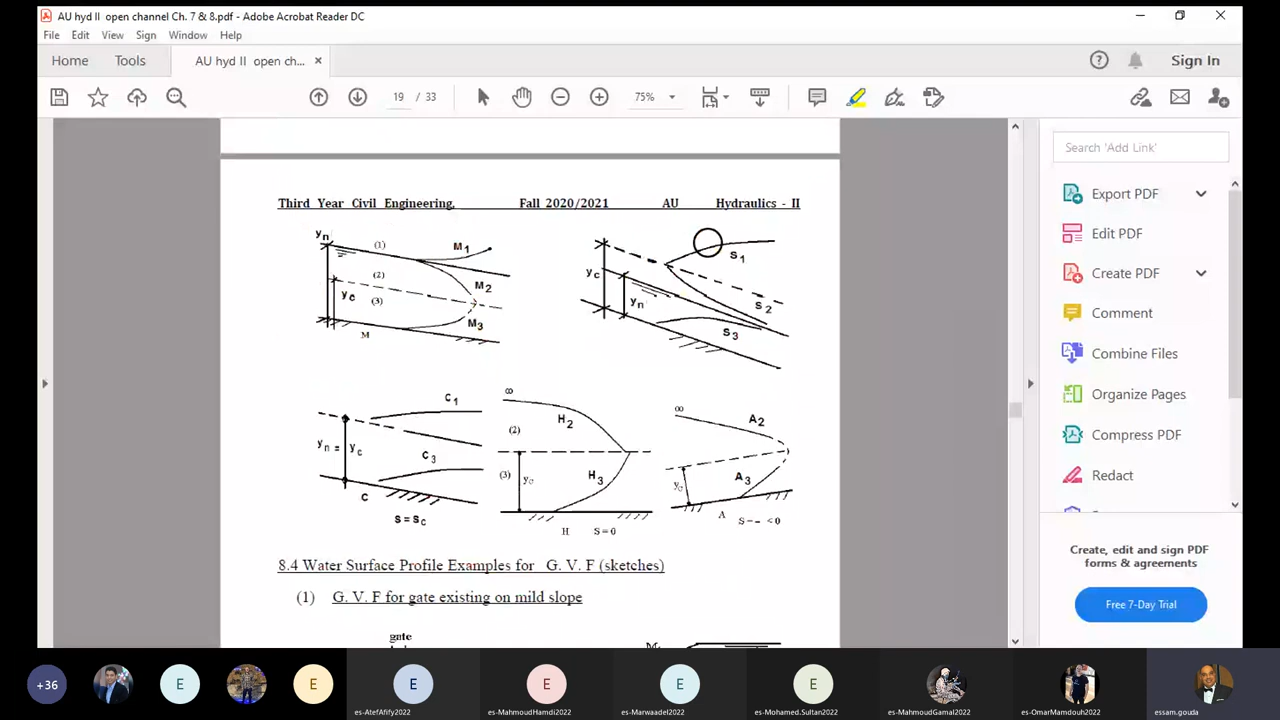 AU hyd II open channel Ch. 7 & 8.pdf - Adobe Acrobat Reader DC
File Edit View Sign Window Help
Home Tools AU hyd II open ch... × Sign In
19 / 33 75%
Search 'Add Link'
Export PDF
Edit PDF
Create PDF
Comment
Combine Files
Organize Pages
Compress PDF
Redact
Create, edit and sign PDF
forms & agreements
Free 7-Day Trial
Third Year Civil Engineering, Fall 2020/2021 AU Hydraulics - II
yn (1) M1
(2) M2
yc (3) M3
M
S1
yc
yn S2
S3
C1
yn = yc
C3
C
S = Sc
∞
H2
(2)
(3) yc H3
H S=0
∞ A2
yc A3
A
S = - <0
8.4 Water Surface Profile Examples for G. V. F (sketches)
(1) G. V. F for gate existing on mild slope
gate
+36 E E E E E E
es-AtefAfify2022 es-MahmoudHamdi2022 es-Marwaadel2022 es-Mohamed.Sultan2022 es-MahmoudGamal2022 es-OmarMamdouh2022 essam.gouda